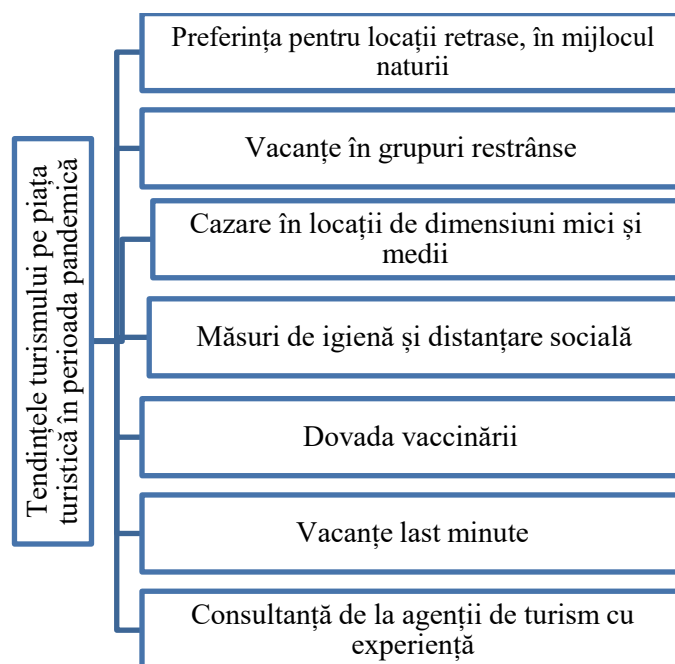 Tendințele turismului pe piața
turistică în perioada pandemică
Preferința pentru locații retrase, în mijlocul
naturii
Vacanțe în grupuri restrânse
Cazare în locații de dimensiuni mici și
medii
Măsuri de igienă și distanțare socială
Dovada vaccinării
Vacanțe last minute
Consultanță de la agenții de turism cu
experiență